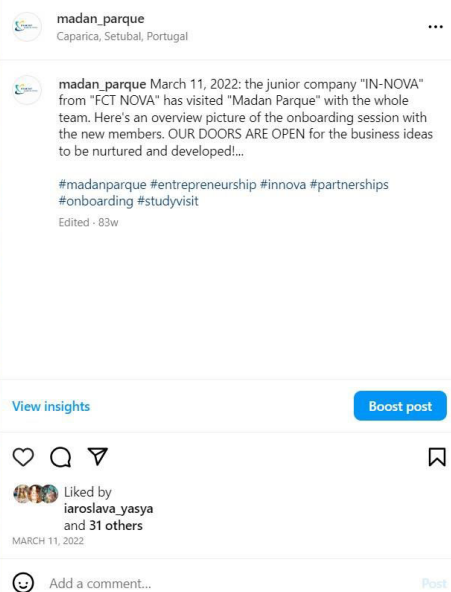 madan_parque
Caparica, Setubal, Portugal
madan_parque March 11, 2022: the junior company "IN-NOVA"
from "FCT NOVA" has visited "Madan Parque" with the whole
team. Here's an overview picture of the onboarding session with
the new members. OUR DOORS ARE OPEN for the business ideas
to be nurtured and developed!...
#madanparque #entrepreneurship #innova #partnerships
#onboarding #studyvisit
Edited · 83w
View insights
Boost post
Liked by
iaroslava_yasya
and 31 others
MARCH 11, 2022
Add a comment...
Post